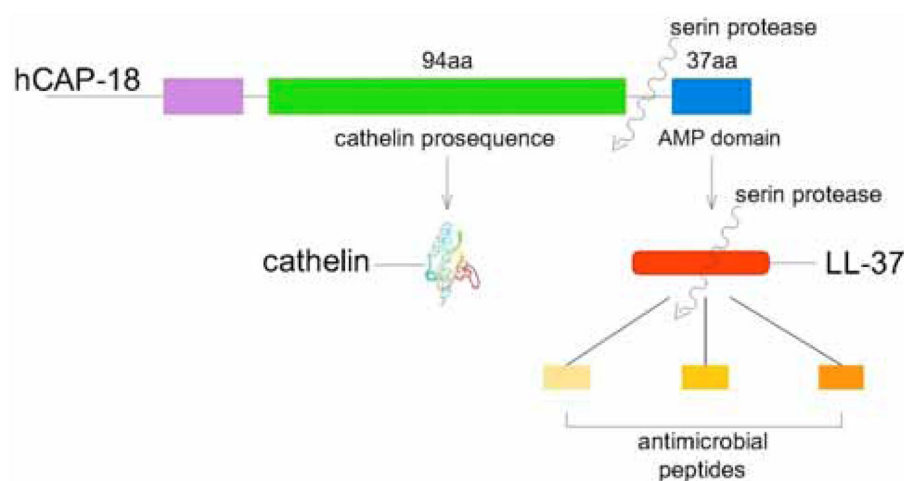 serin protease
94aa
37aa
hCAP-18
cathelin prosequence
AMP domain
serin protease
cathelin
LL-37
antimicrobial
peptides